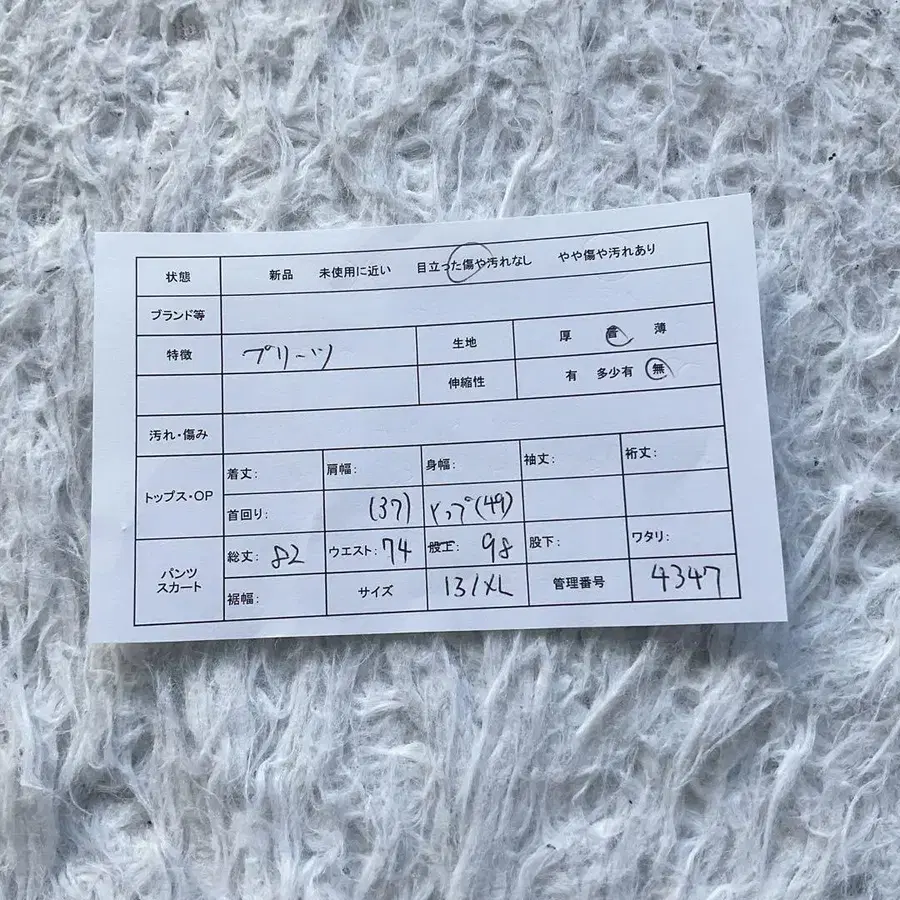 状態 新品 未使用に近い 目立った傷や汚れなし やや傷や汚れあり
ブランド等
特徴 プリーツ 生地 厚 普 薄
伸縮性 有 多少有 無
汚れ・傷み
トップス・OP 着丈: 肩幅: 身幅: 袖丈: 裄丈:
首回り: (37) ヒップ(49)
パンツ スカート 総丈: 82 ウエスト: 74 股上: 98 股下: ワタリ:
裾幅: サイズ 13/XL 管理番号 4347